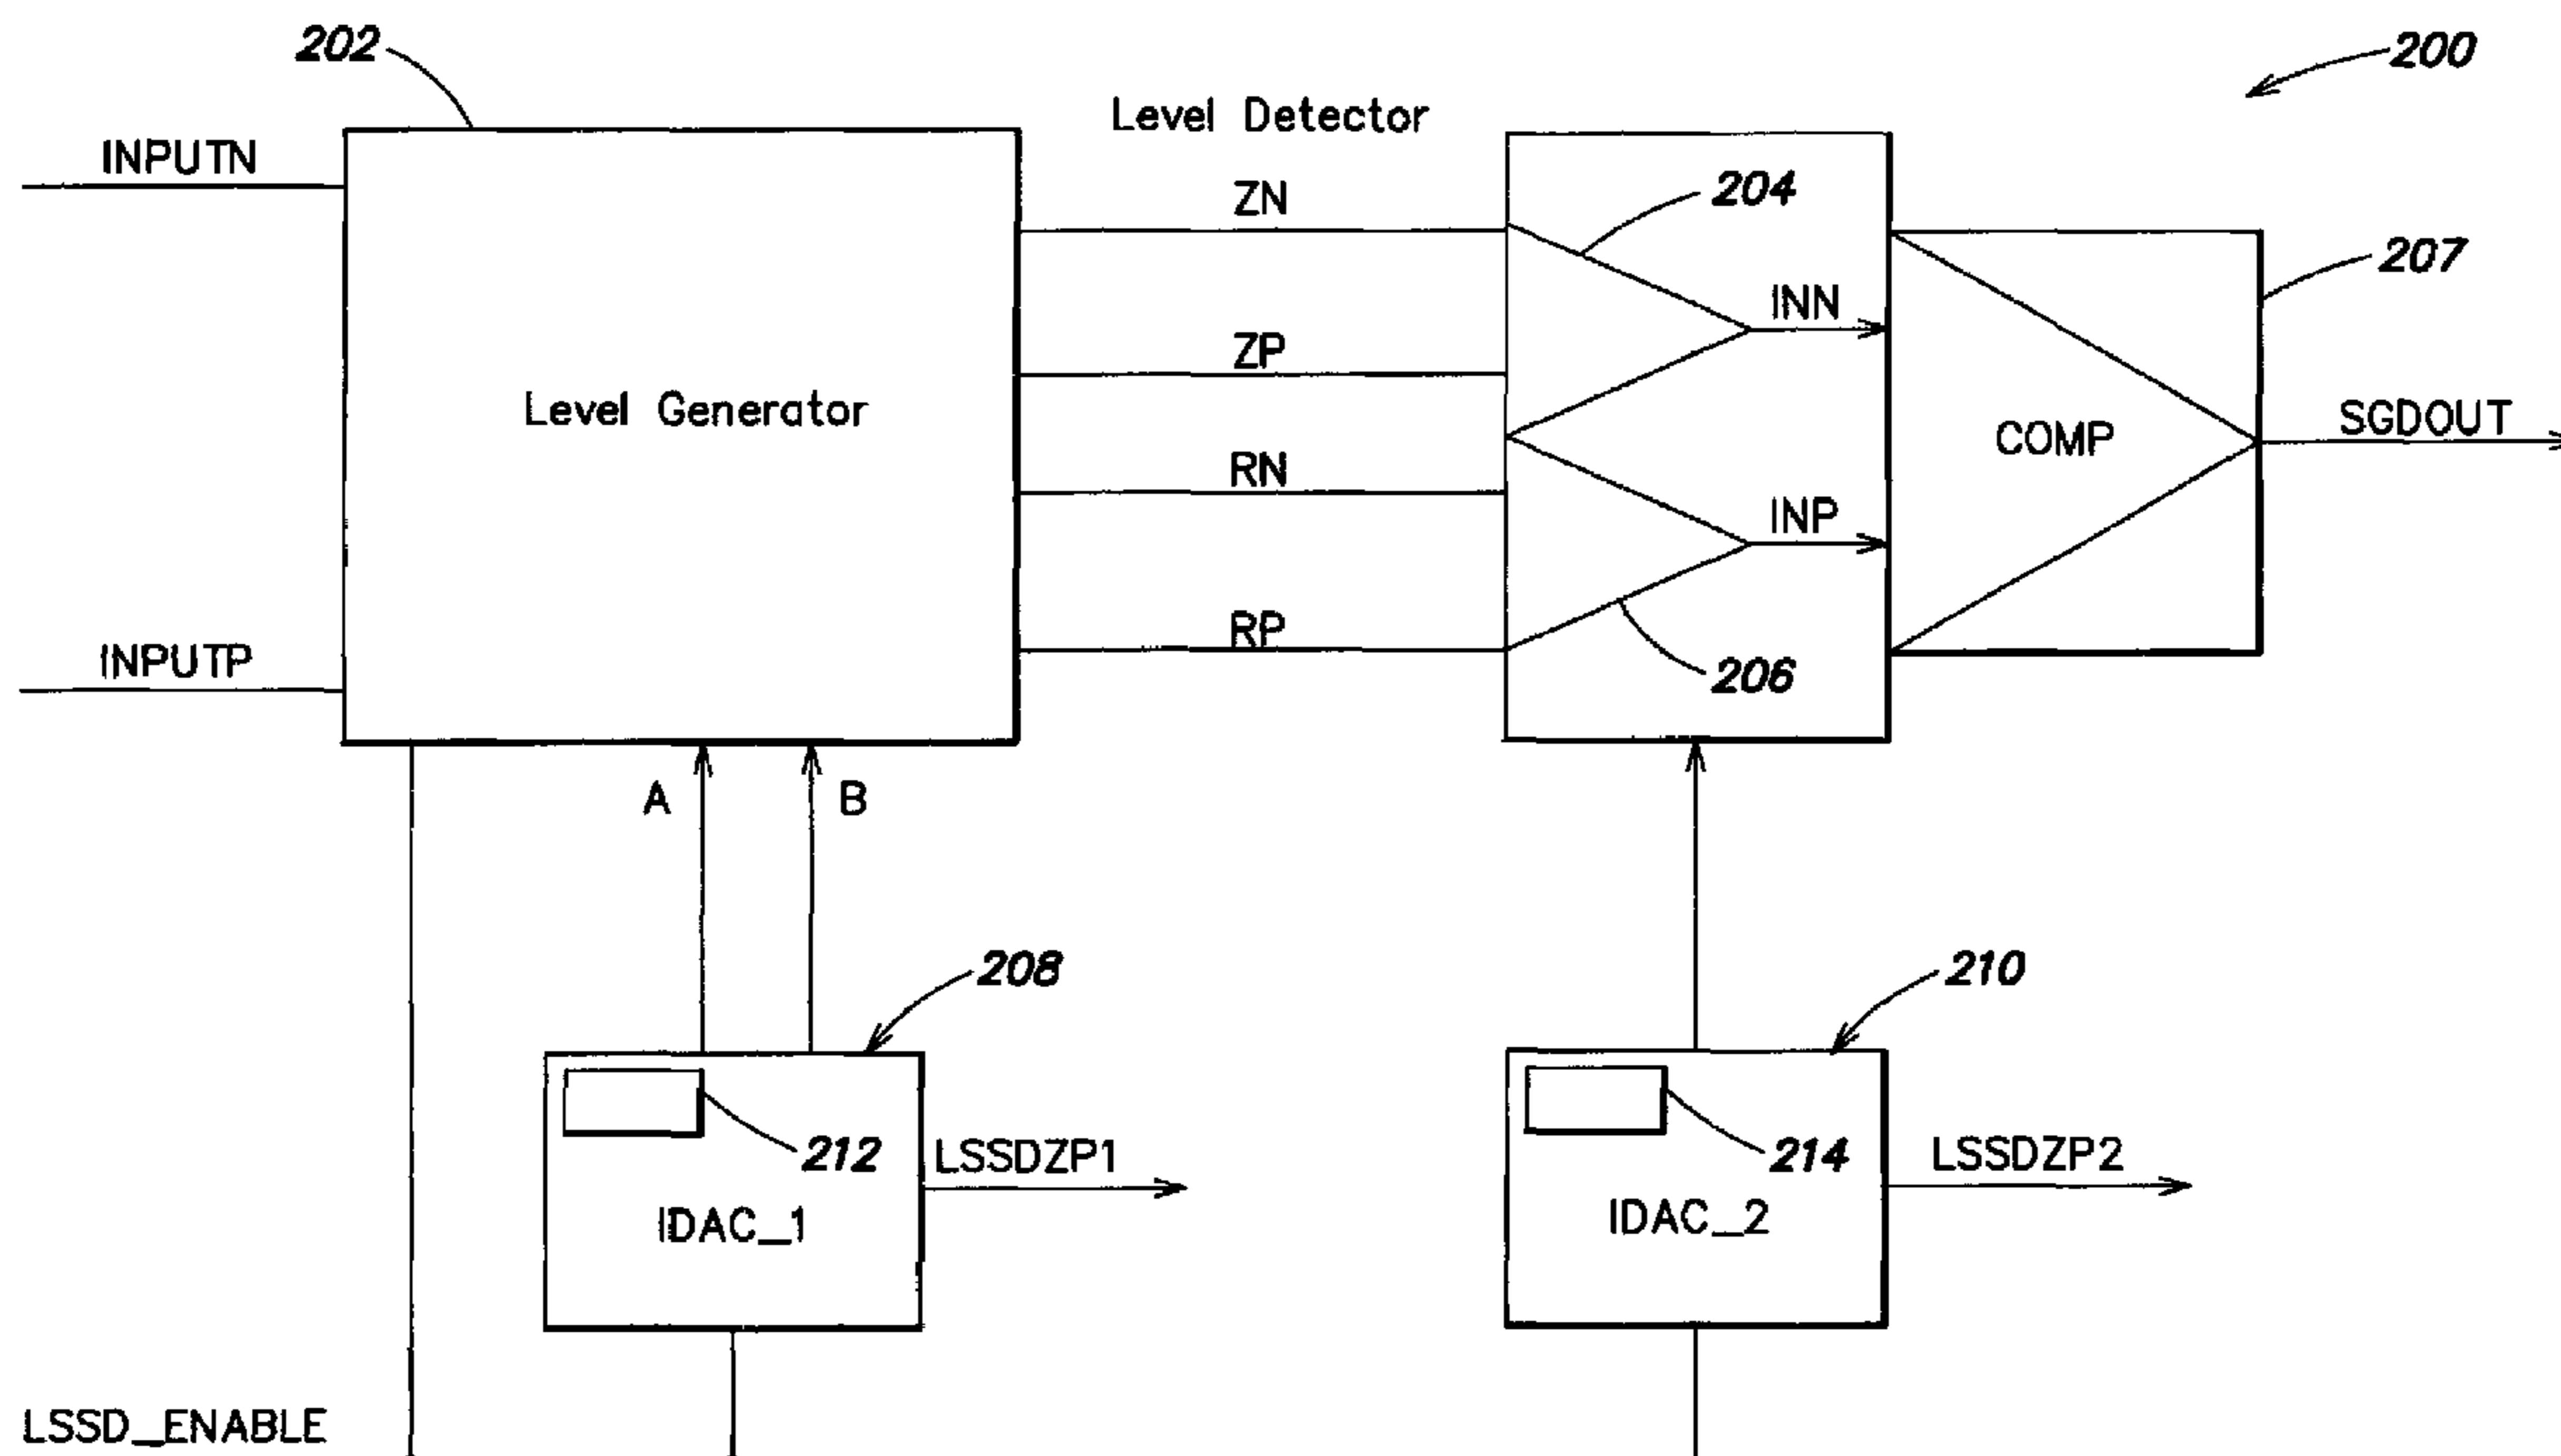 202
200
Level Detector
INPUTN
ZN
204
207
INN
ZP
Level Generator
COMP
SGDOUT
RN
INP
RP
INPUTP
206
A
B
208
210
212
LSSDZP1
214
LSSDZP2
IDAC_1
IDAC_2
LSSD_ENABLE